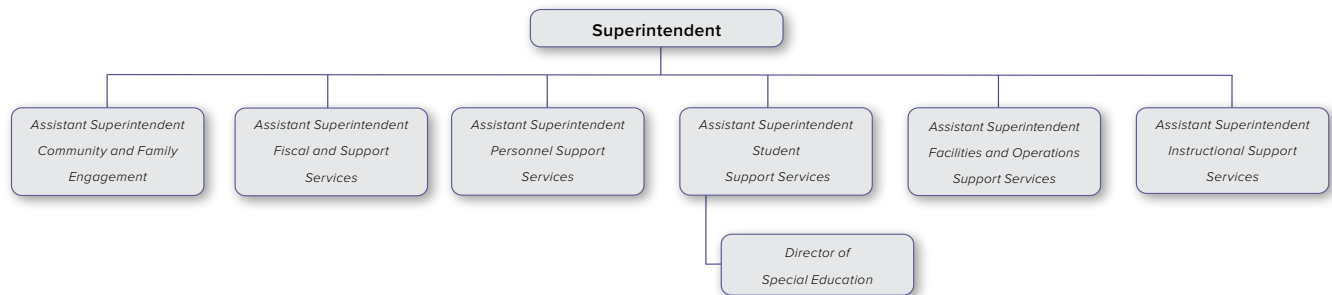 Superintendent
Assistant Superintendent
Community and Family
Engagement
Assistant Superintendent
Fiscal and Support
Services
Assistant Superintendent
Personnel Support
Services
Assistant Superintendent
Student
Support Services
Assistant Superintendent
Facilities and Operations
Support Services
Assistant Superintendent
Instructional Support
Services
Director of
Special Education